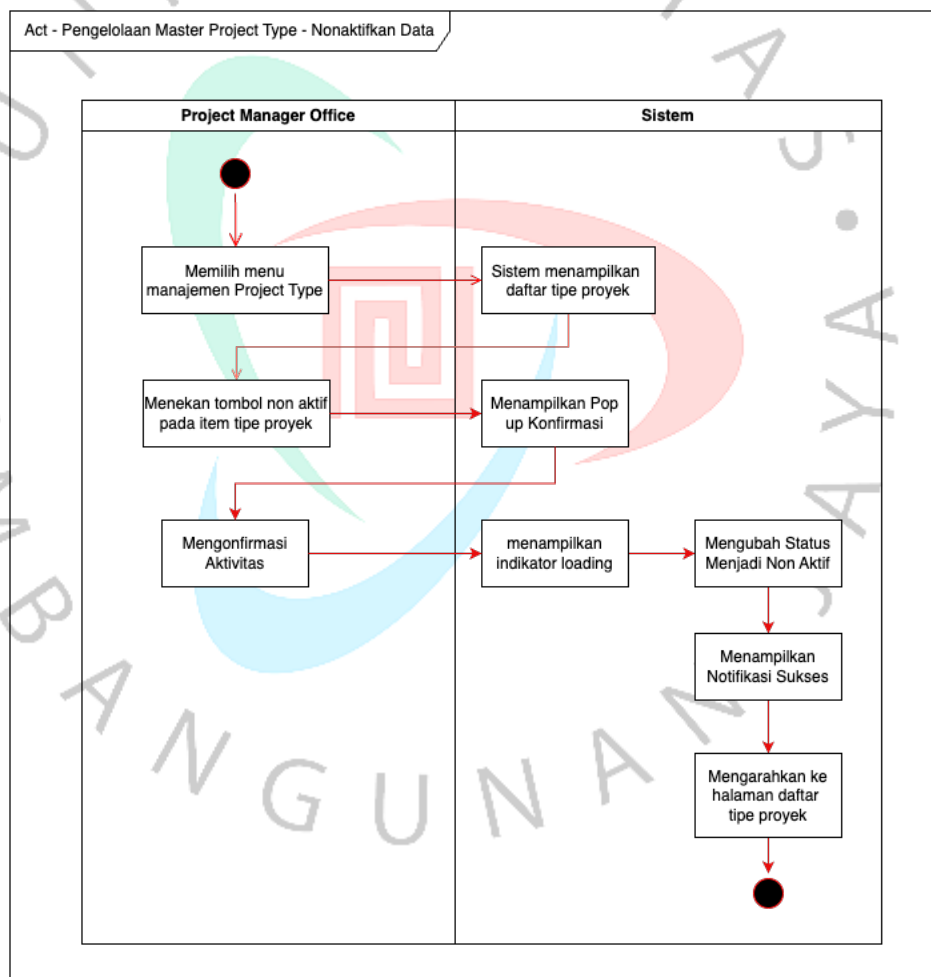 Act - Pengelolaan Master Project Type - Nonaktifkan Data
Project Manager Office
Sistem
Memilih menu
manajemen Project Type
Sistem menampilkan
daftar tipe proyek
Menekan tombol non aktif
pada item tipe proyek
Menampilkan Pop
up Konfirmasi
Mengonfirmasi
Aktivitas
menampilkan
indikator loading
Mengubah Status
Menjadi Non Aktif
Menampilkan
Notifikasi Sukses
Mengarahkan ke
halaman daftar
tipe proyek